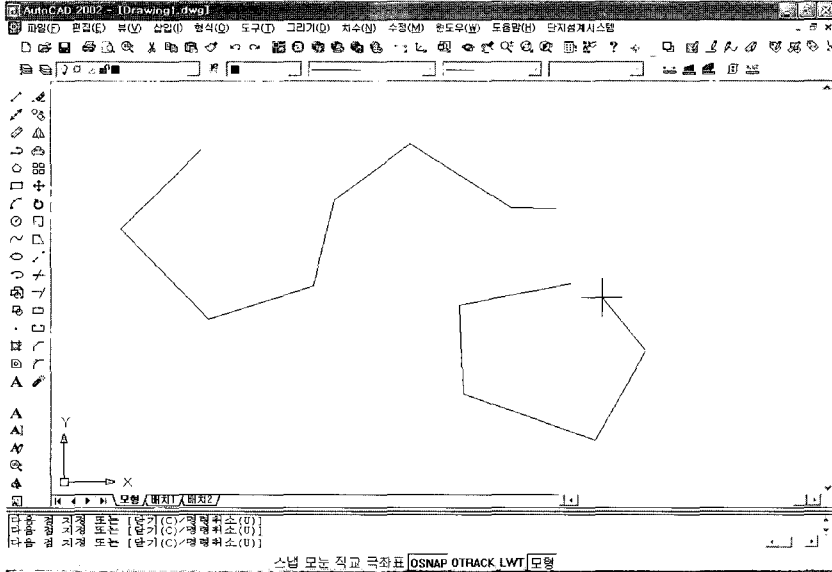 AutoCAD 2002 - [Drawing1.dwg]
파일(F) 편집(E) 뷰(V) 삽입(I) 형식(O) 도구(T) 그리기(D) 치수(N) 수정(M) 윈도우(W) 도움말(H) 단지설계시스템
Y
X
모형 배치1 배치2
다음 점 지정 또는 [닫기(C)/명령취소(U)]
다음 점 지정 또는 [닫기(C)/명령취소(U)]
다음 점 지정 또는 [닫기(C)/명령취소(U)]
스냅 모눈 직교 극좌표 OSNAP OTRACK LWT 모형